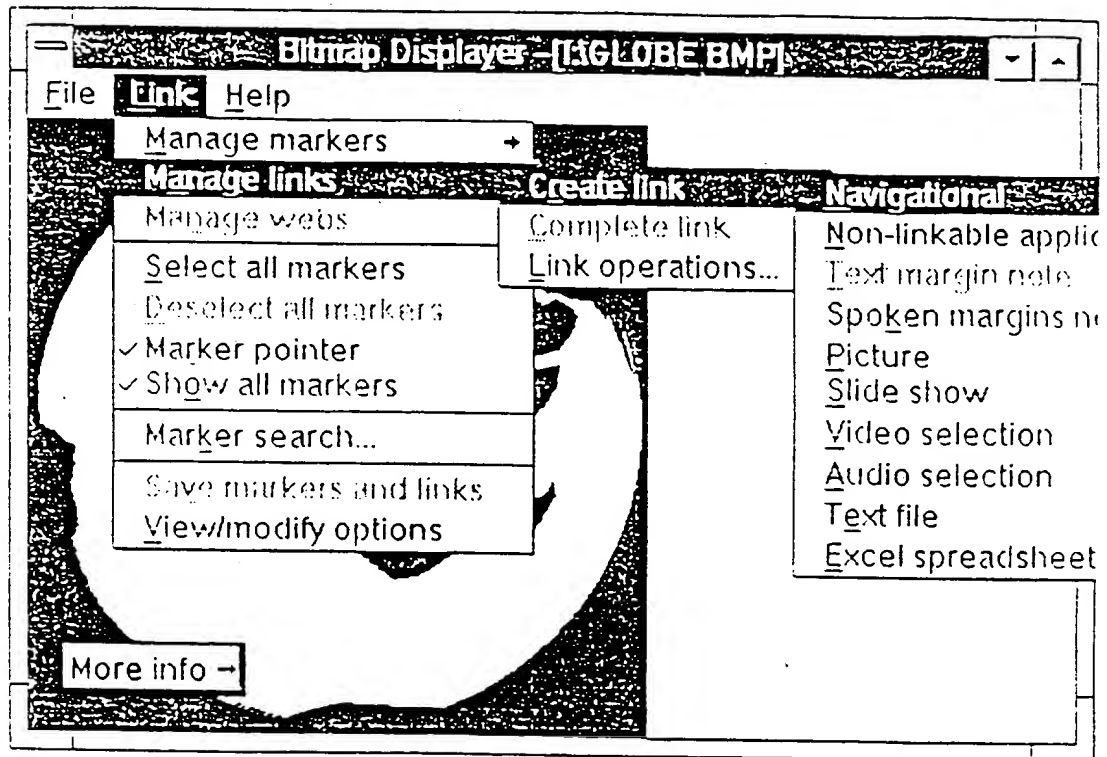 Bitmap Displayer -[I:\GLOBE.BMP]
File Link Help
Manage markers →
Manage links
Manage webs
Select all markers
Deselect all markers
✓ Marker pointer
✓ Show all markers
Marker search...
Save markers and links
View/modify options
Create link
Complete link
Link operations...
Navigational
Non-linkable applic
Text margin note
Spoken margins n
Picture
Slide show
Video selection
Audio selection
Text file
Excel spreadsheet
More info →